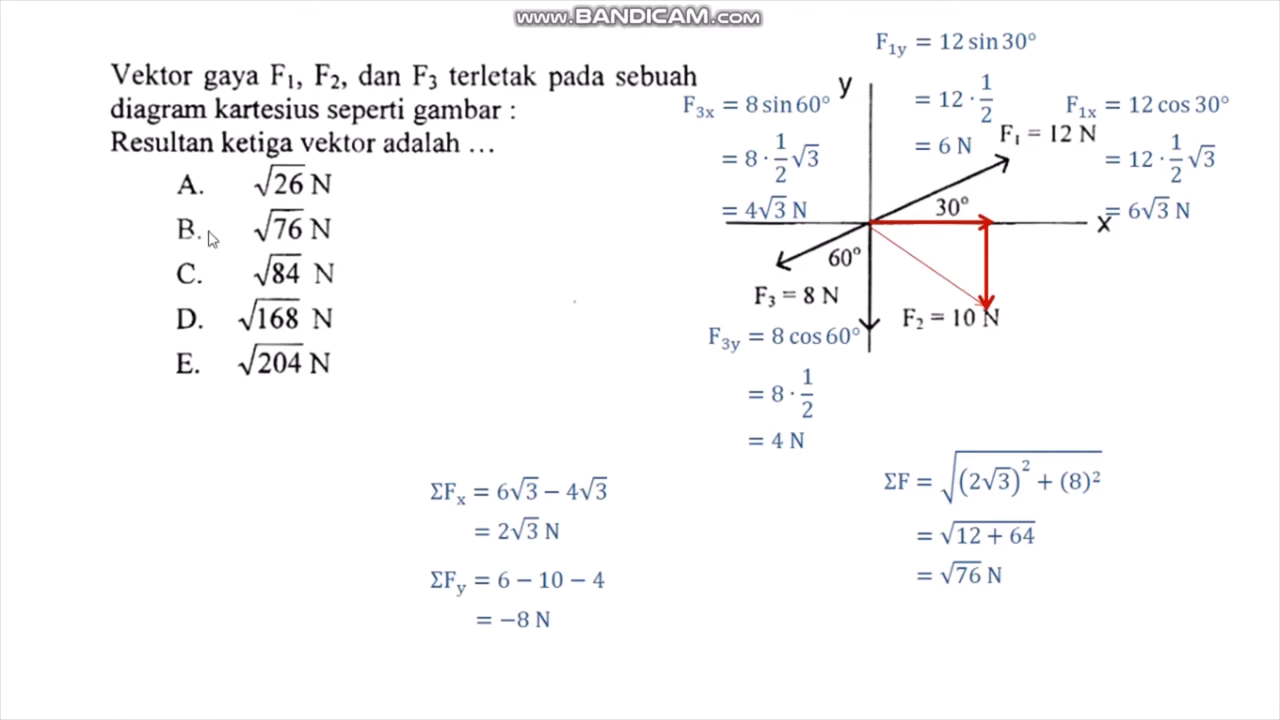 www.BANDICAM.com
Vektor gaya F₁, F₂, dan F₃ terletak pada sebuah
diagram kartesius seperti gambar :
Resultan ketiga vektor adalah ...
A. √26 N
B. √76 N
C. √84 N
D. √168 N
E. √204 N
F₁y = 12 sin 30°
= 12 · 1/2
= 6 N
F₃x = 8 sin 60°
= 8 · 1/2 √3
= 4√3 N
y
F₁ = 12 N
F₁x = 12 cos 30°
= 12 · 1/2 √3
= 6√3 N
30°
X
60°
F₃ = 8 N
F₂ = 10 N
F₃y = 8 cos 60°
= 8 · 1/2
= 4 N
ΣFx = 6√3 − 4√3
= 2√3 N
ΣFy = 6 − 10 − 4
= −8 N
ΣF = √((2√3)² + (8)²)
= √(12 + 64)
= √76 N